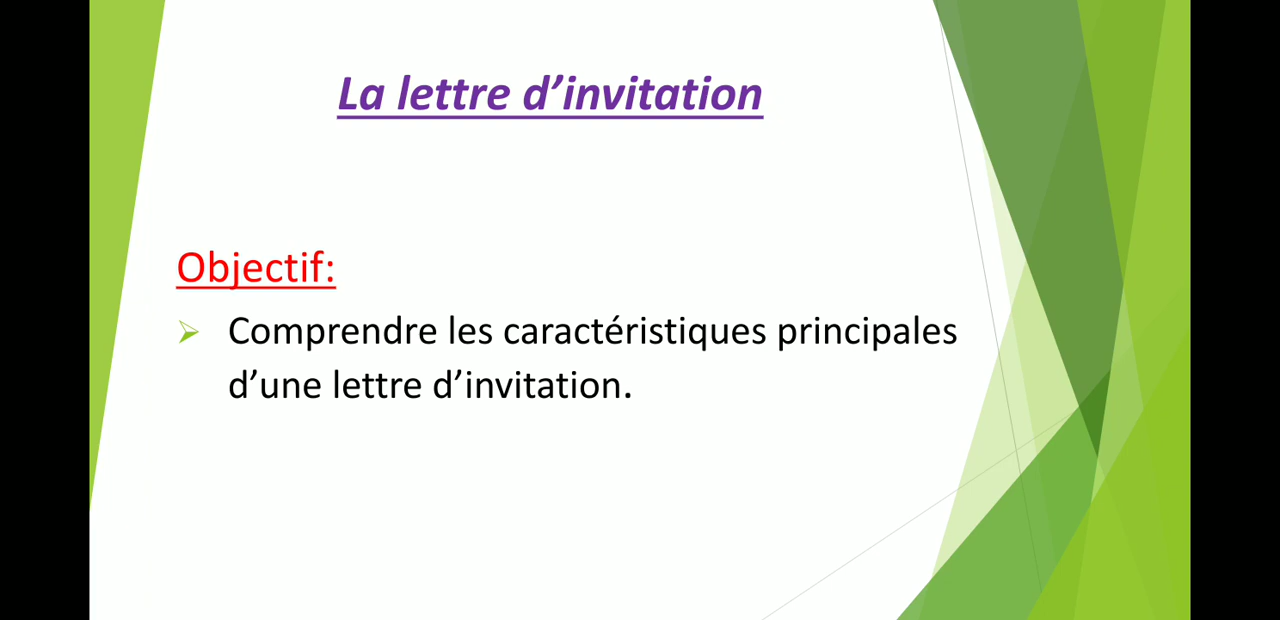 La lettre d’invitation
Objectif:
Comprendre les caractéristiques principales
d’une lettre d’invitation.